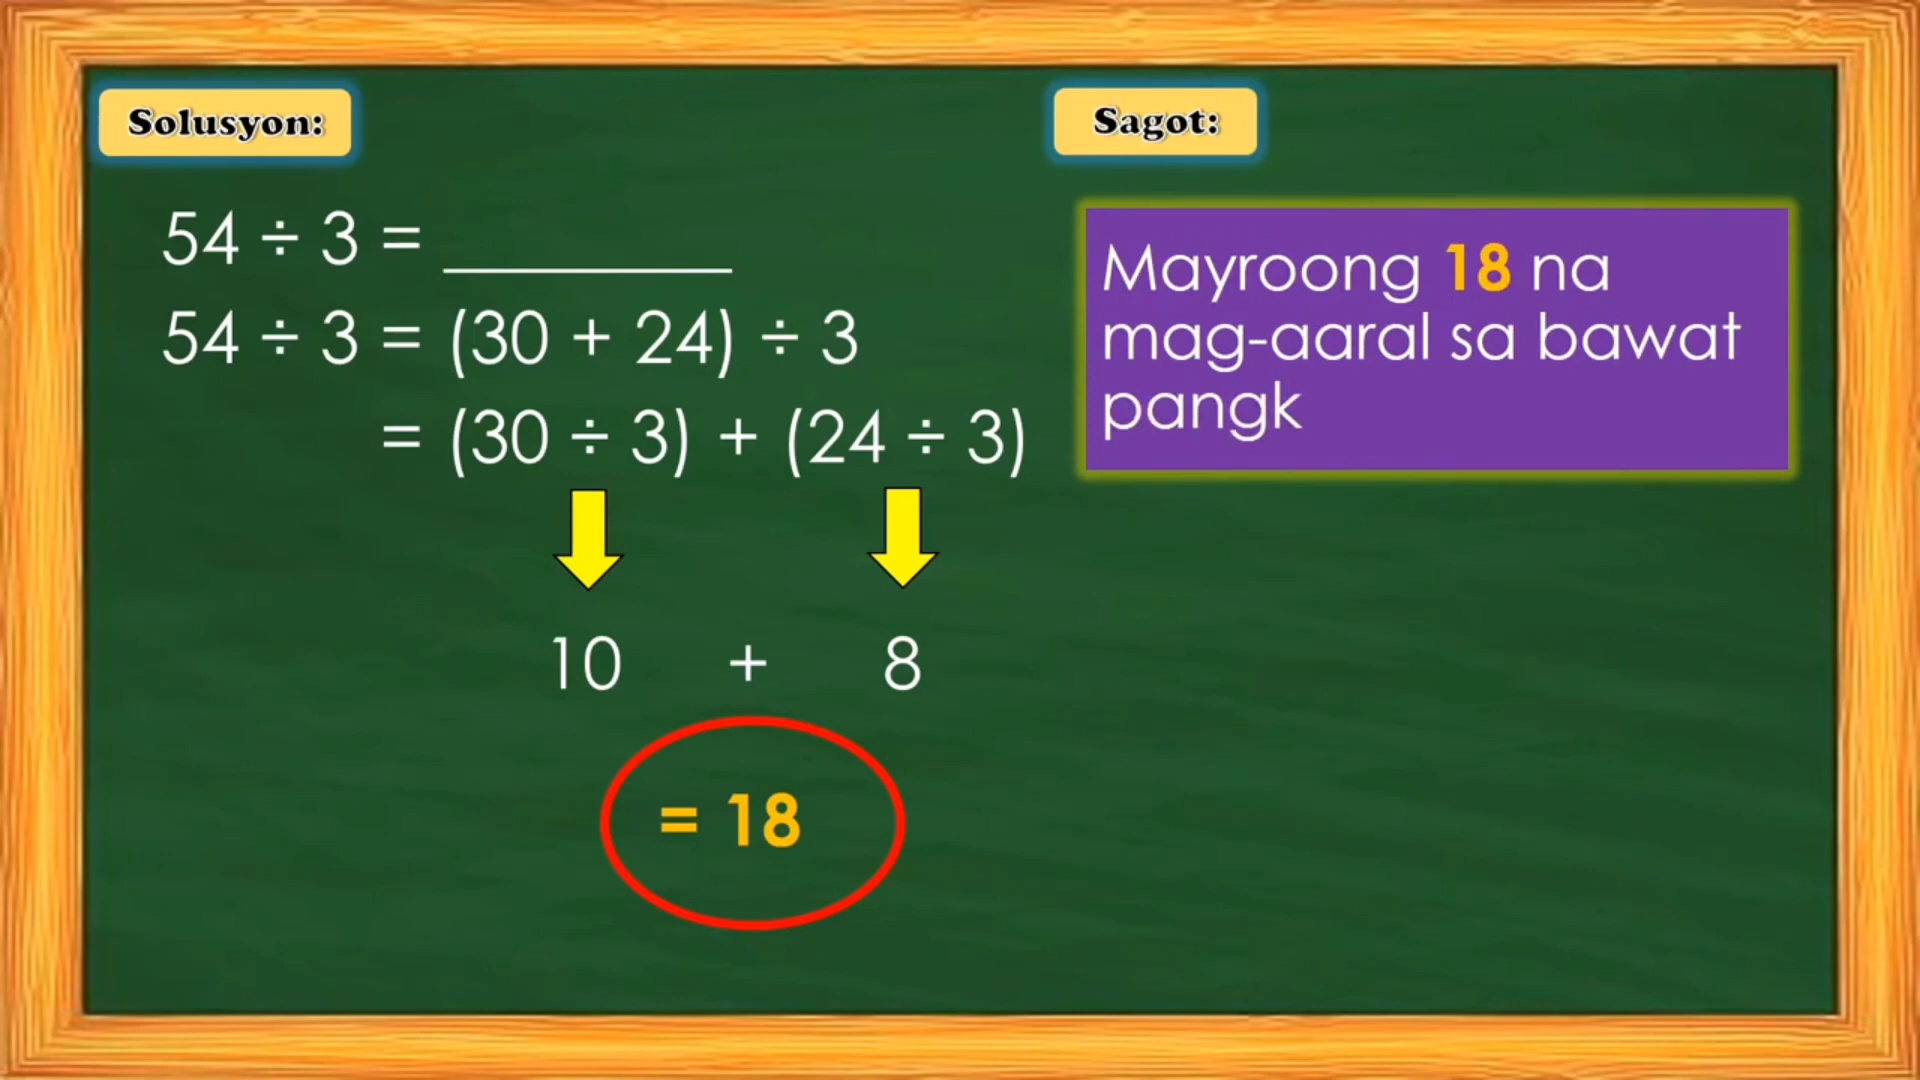 Solusyon:
54 ÷ 3 = ________
54 ÷ 3 = (30 + 24) ÷ 3
= (30 ÷ 3) + (24 ÷ 3)
10 + 8
= 18
Sagot:
Mayroong 18 na
mag-aaral sa bawat
pangk